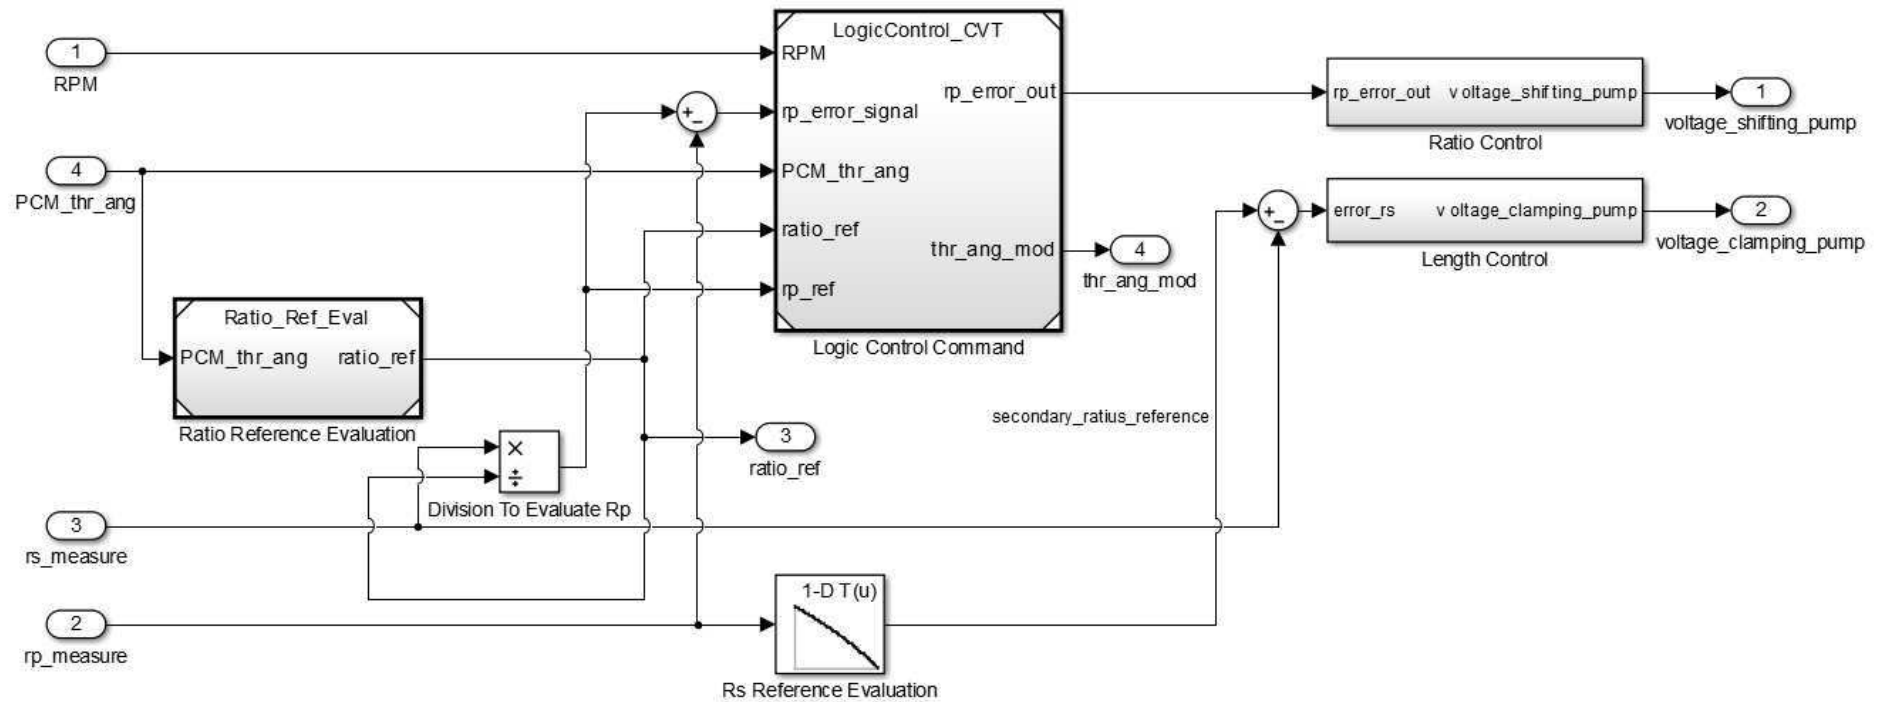 LogicControl_CVT
1
RPM
RPM
rp_error_out
rp_error_out v oltage_shifting_pump
1
voltage_shifting_pump
Ratio Control
+
−
rp_error_signal
4
PCM_thr_ang
PCM_thr_ang
+
−
error_rs v oltage_clamping_pump
2
voltage_clamping_pump
Length Control
ratio_ref
thr_ang_mod
4
thr_ang_mod
rp_ref
Logic Control Command
Ratio_Ref_Eval
PCM_thr_ang ratio_ref
Ratio Reference Evaluation
secondary_ratius_reference
3
ratio_ref
×
÷
Division To Evaluate Rp
3
rs_measure
1-D T(u)
2
rp_measure
Rs Reference Evaluation